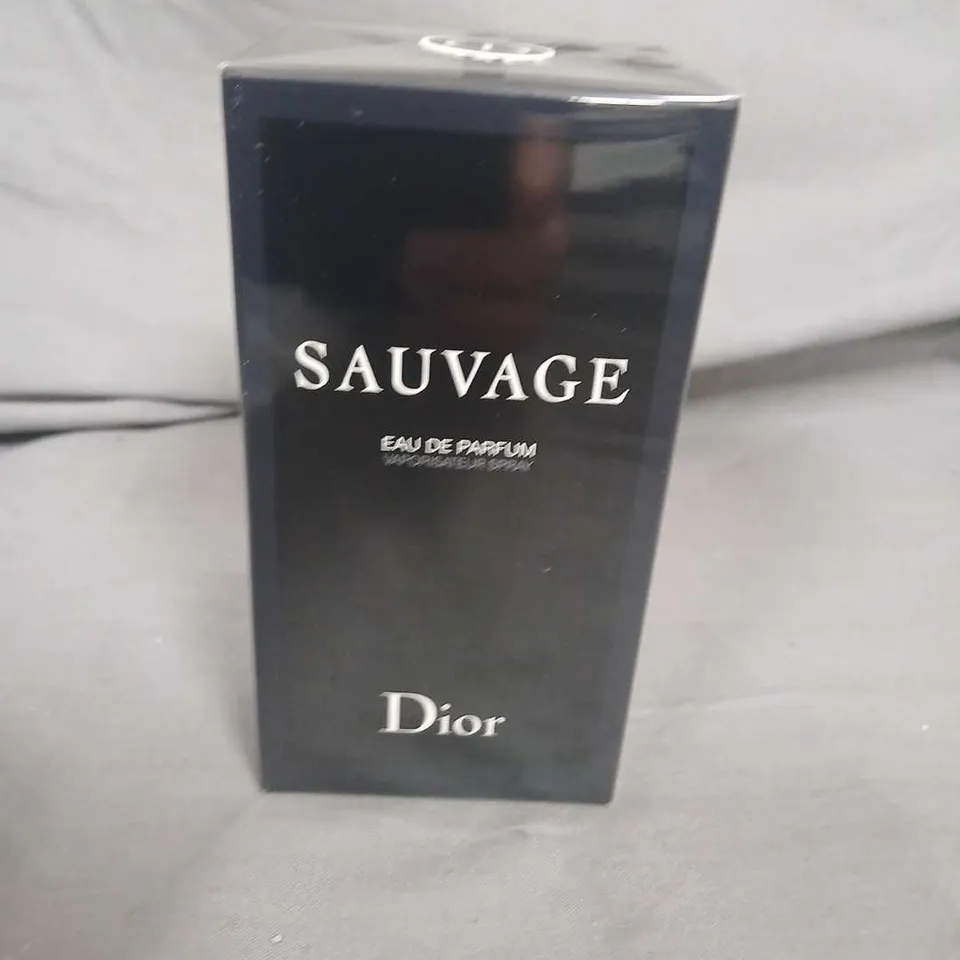 SAUVAGE
EAU DE PARFUM
VAPORISATEUR SPRAY
Dior